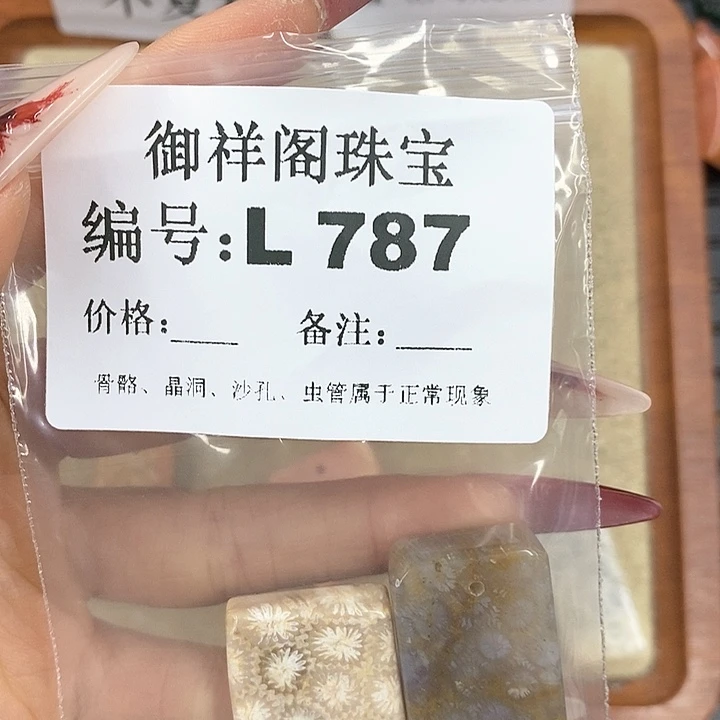 御祥阁珠宝
编号:L 787
价格:____ 备注:____
骨骼、晶洞、沙孔、虫管属于正常现象